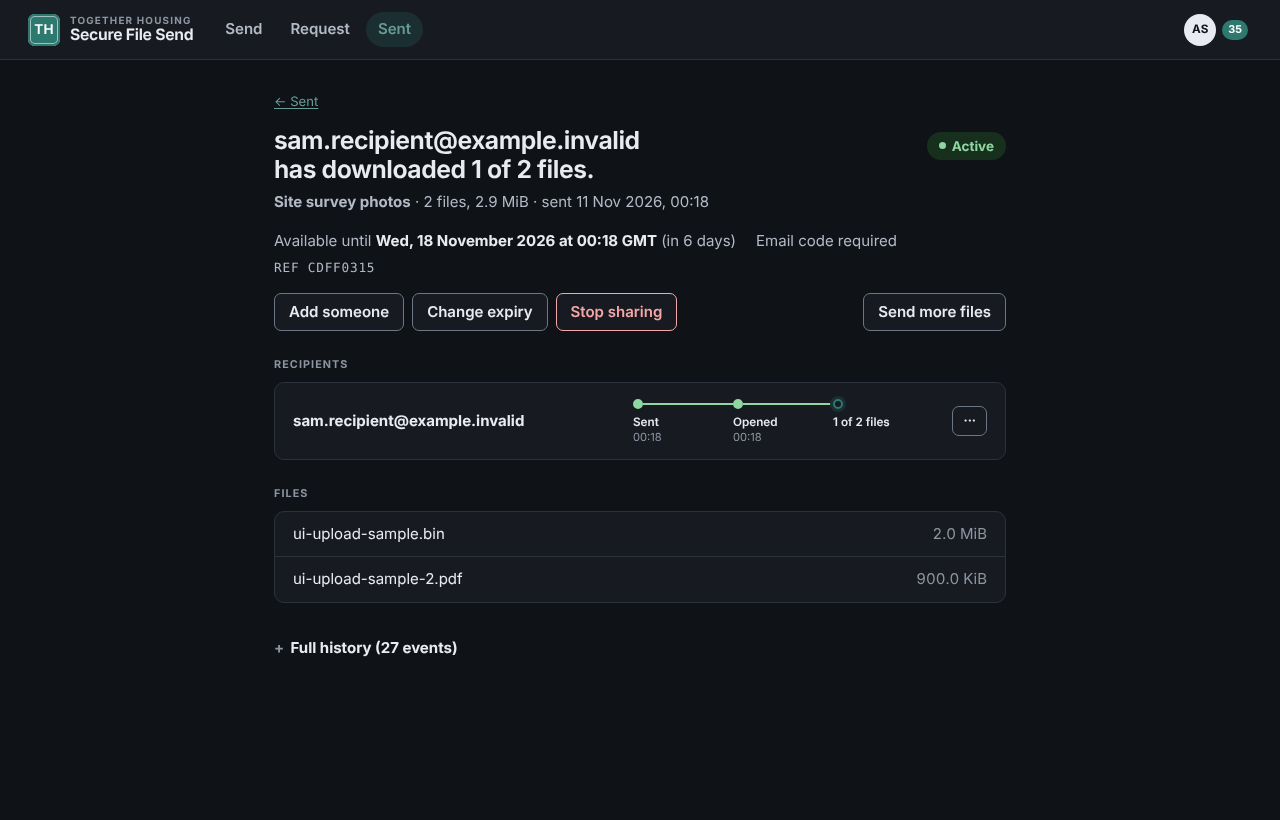 TH
TOGETHER HOUSING
Secure File Send
Send
Request
Sent
AS
35
← Sent
sam.recipient@example.invalid
has downloaded 1 of 2 files.
Active
Site survey photos · 2 files, 2.9 MiB · sent 11 Nov 2026, 00:18
Available until Wed, 18 November 2026 at 00:18 GMT (in 6 days)
Email code required
REF CDFF0315
Add someone
Change expiry
Stop sharing
Send more files
RECIPIENTS
sam.recipient@example.invalid
Sent
00:18
Opened
00:18
1 of 2 files
···
FILES
ui-upload-sample.bin
2.0 MiB
ui-upload-sample-2.pdf
900.0 KiB
+ Full history (27 events)